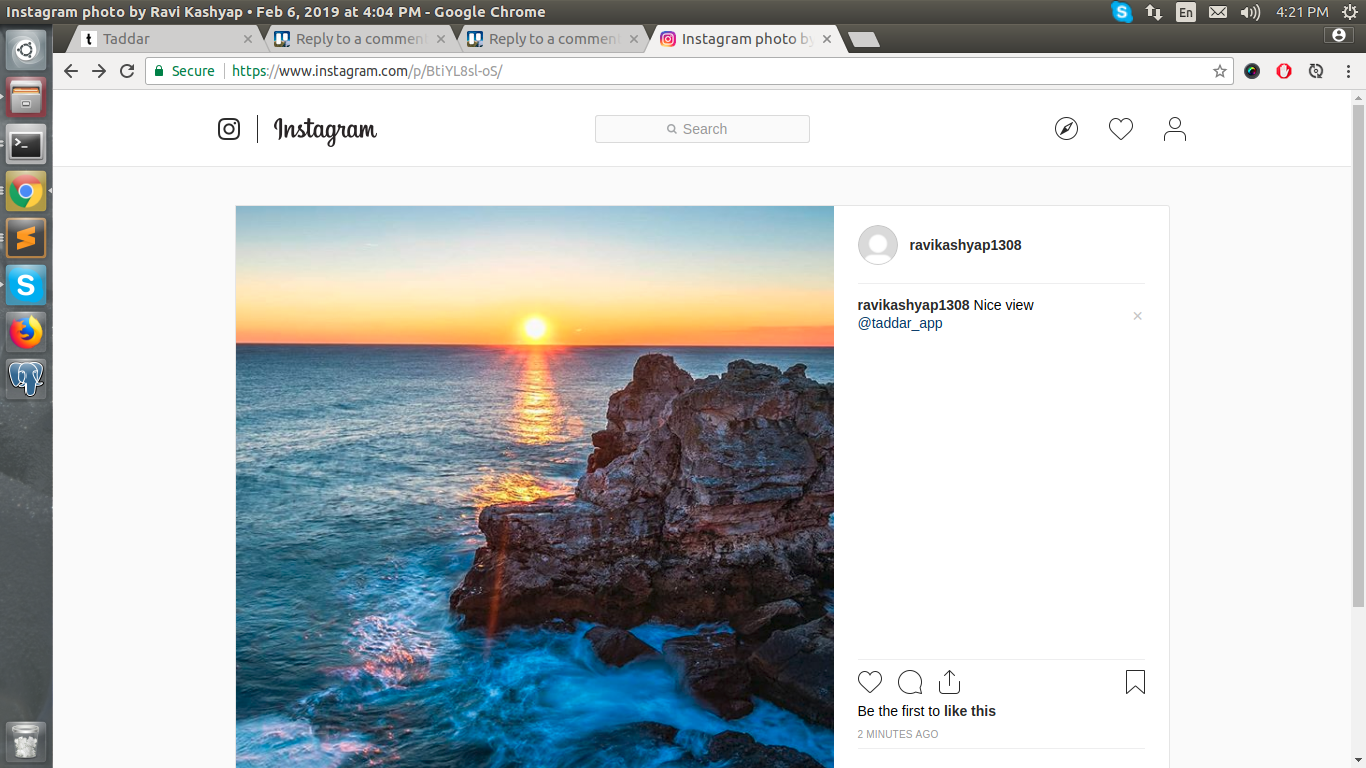 Instagram photo by Ravi Kashyap • Feb 6, 2019 at 4:04 PM - Google Chrome
En
4:21 PM
t Taddar
Reply to a comment
Reply to a comment
Instagram photo by
Secure
https://www.instagram.com/p/BtiYL8sl-oS/
Instagram
Search
ravikashyap1308
ravikashyap1308 Nice view
@taddar_app
Be the first to like this
2 MINUTES AGO